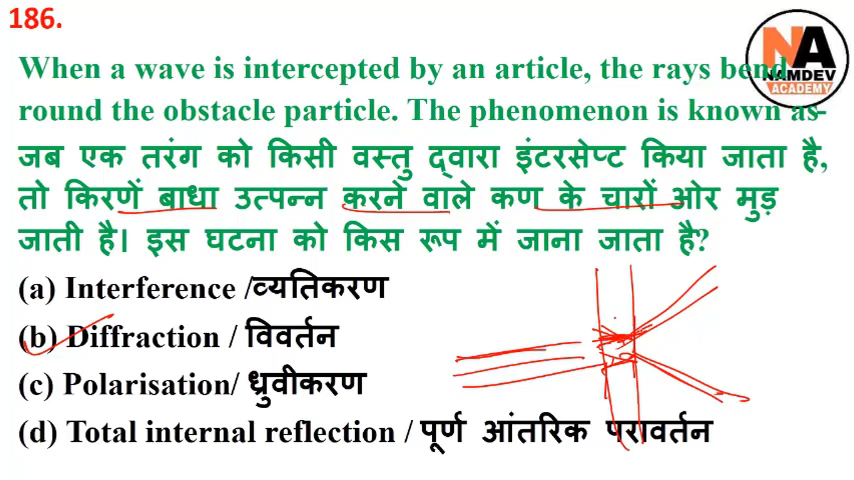 186.
NA
NAMDEV
ACADEMY
When a wave is intercepted by an article, the rays bend
round the obstacle particle. The phenomenon is known as-
जब एक तरंग को किसी वस्तु द्वारा इंटरसेप्ट किया जाता है,
तो किरणें बाधा उत्पन्न करने वाले कण के चारों ओर मुड़
जाती है। इस घटना को किस रूप में जाना जाता है?
(a) Interference /व्यतिकरण
(b) Diffraction / विवर्तन
(c) Polarisation/ ध्रुवीकरण
(d) Total internal reflection / पूर्ण आंतरिक परावर्तन